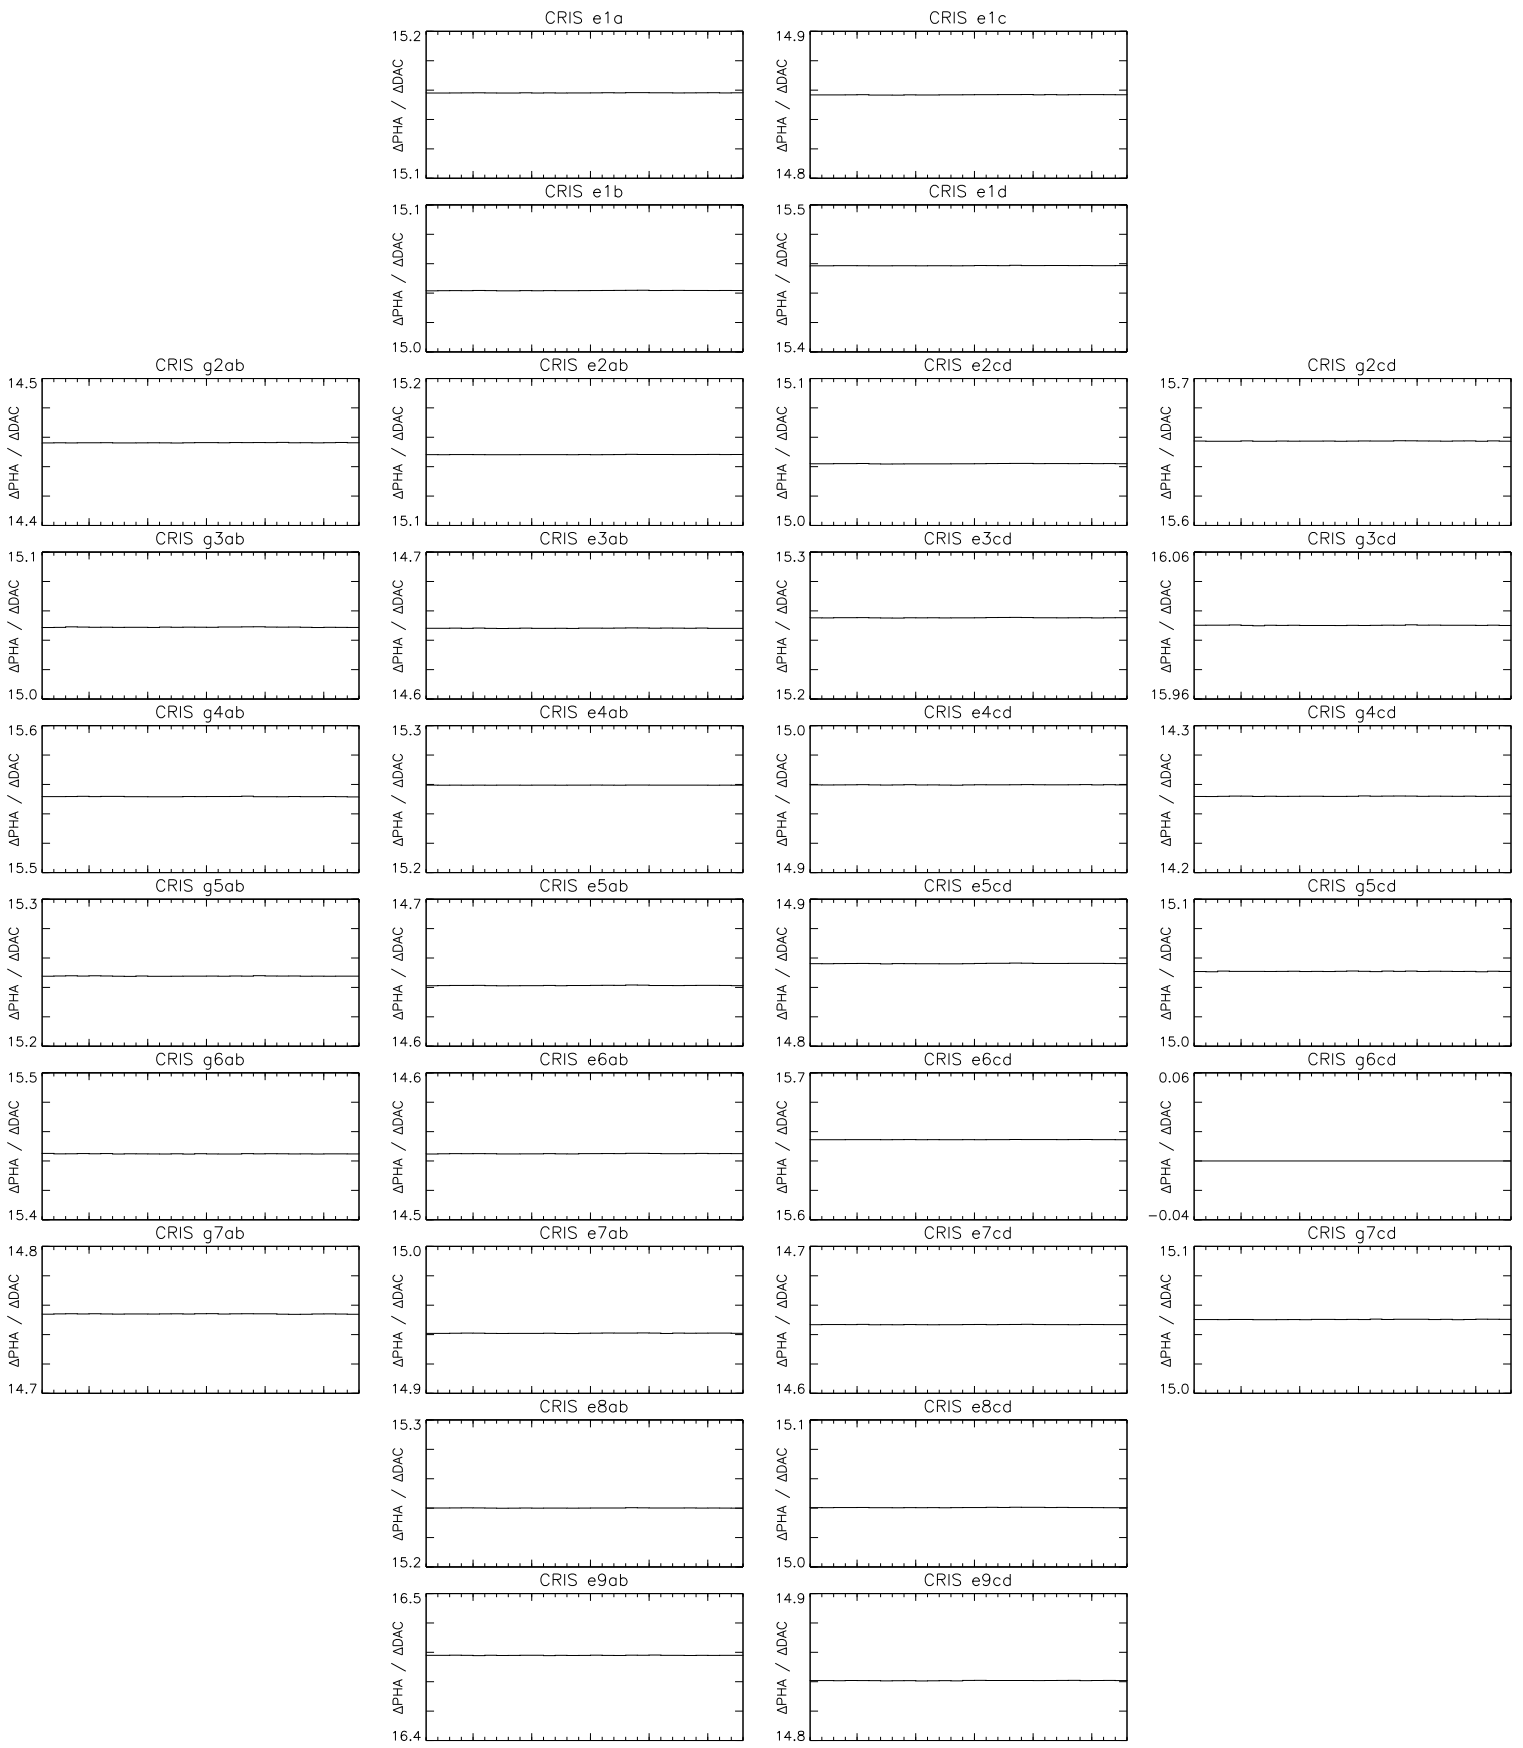 CRIS e1a
15.2
ΔPHA / ΔDAC
15.1
CRIS e1c
14.9
ΔPHA / ΔDAC
14.8
CRIS e1b
15.1
ΔPHA / ΔDAC
15.0
CRIS e1d
15.5
ΔPHA / ΔDAC
15.4
CRIS g2ab
14.5
ΔPHA / ΔDAC
14.4
CRIS e2ab
15.2
ΔPHA / ΔDAC
15.1
CRIS e2cd
15.1
ΔPHA / ΔDAC
15.0
CRIS g2cd
15.7
ΔPHA / ΔDAC
15.6
CRIS g3ab
15.1
ΔPHA / ΔDAC
15.0
CRIS e3ab
14.7
ΔPHA / ΔDAC
14.6
CRIS e3cd
15.3
ΔPHA / ΔDAC
15.2
CRIS g3cd
16.06
ΔPHA / ΔDAC
15.96
CRIS g4ab
15.6
ΔPHA / ΔDAC
15.5
CRIS e4ab
15.3
ΔPHA / ΔDAC
15.2
CRIS e4cd
15.0
ΔPHA / ΔDAC
14.9
CRIS g4cd
14.3
ΔPHA / ΔDAC
14.2
CRIS g5ab
15.3
ΔPHA / ΔDAC
15.2
CRIS e5ab
14.7
ΔPHA / ΔDAC
14.6
CRIS e5cd
14.9
ΔPHA / ΔDAC
14.8
CRIS g5cd
15.1
ΔPHA / ΔDAC
15.0
CRIS g6ab
15.5
ΔPHA / ΔDAC
15.4
CRIS e6ab
14.6
ΔPHA / ΔDAC
14.5
CRIS e6cd
15.7
ΔPHA / ΔDAC
15.6
CRIS g6cd
0.06
ΔPHA / ΔDAC
−0.04
CRIS g7ab
14.8
ΔPHA / ΔDAC
14.7
CRIS e7ab
15.0
ΔPHA / ΔDAC
14.9
CRIS e7cd
14.7
ΔPHA / ΔDAC
14.6
CRIS g7cd
15.1
ΔPHA / ΔDAC
15.0
CRIS e8ab
15.3
ΔPHA / ΔDAC
15.2
CRIS e8cd
15.1
ΔPHA / ΔDAC
15.0
CRIS e9ab
16.5
ΔPHA / ΔDAC
16.4
CRIS e9cd
14.9
ΔPHA / ΔDAC
14.8